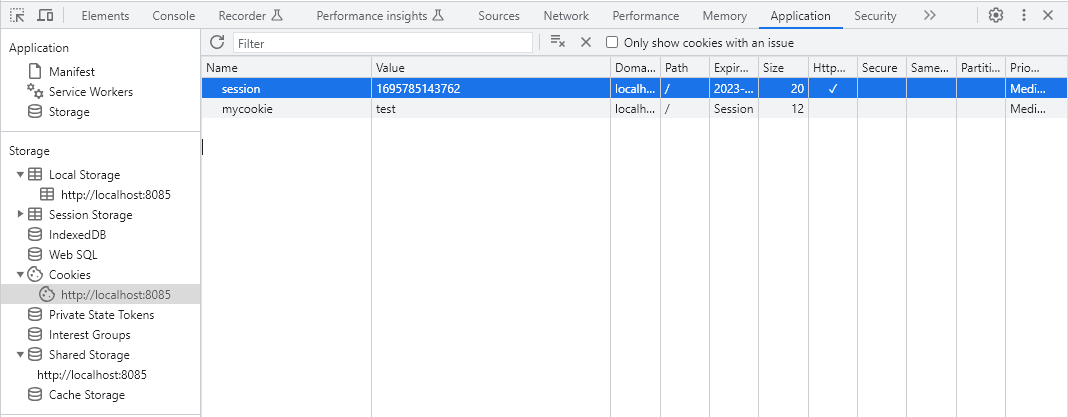 Elements Console Recorder Performance insights Sources Network Performance Memory Application Security
Filter Only show cookies with an issue
Application
Manifest
Service Workers
Storage
Storage
Local Storage
http://localhost:8085
Session Storage
IndexedDB
Web SQL
Cookies
http://localhost:8085
Private State Tokens
Interest Groups
Shared Storage
http://localhost:8085
Cache Storage
Name Value Doma... Path Expir... Size Http... Secure Same... Partiti... Prio...
session 1695785143762 localh... / 2023-... 20 ✓ Medi...
mycookie test localh... / Session 12 Medi...